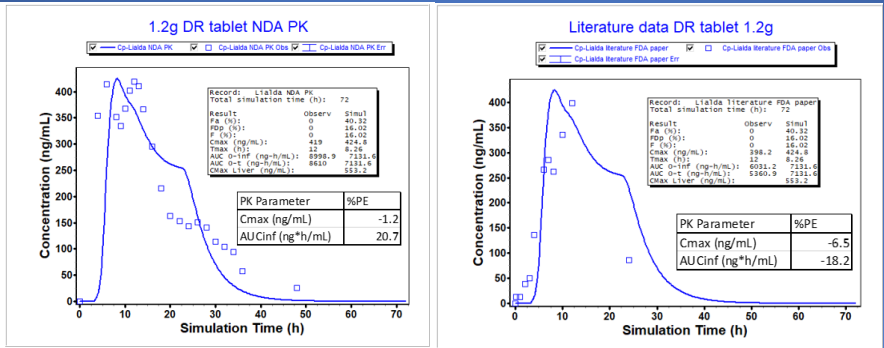 1.2g DR tablet NDA PK
Cp-Lialda NDA PK Cp-Lialda NDA PK Obs Cp-Lialda NDA PK Err
Record: Lialda NDA PK
Total simulation time (h): 72
Result Observ Simul
Fa (%): 0 40.32
FDp (%): 0 16.02
F (%): 0 16.02
Cmax (ng/mL): 419 424.8
Tmax (h): 12 8.26
AUC 0-inf (ng-h/mL): 8998.9 7131.6
AUC 0-t (ng-h/mL): 8610 7131.6
CMax Liver (ng/mL): 553.2
PK Parameter %PE
Cmax (ng/mL) -1.2
AUCinf (ng*h/mL) 20.7
Concentration (ng/mL)
400
350
300
250
200
150
100
50
0
0 10 20 30 40 50 60 70
Simulation Time (h)
Literature data DR tablet 1.2g
Cp-Lialda literature FDA paper Cp-Lialda literature FDA paper Obs
Cp-Lialda literature FDA paper Err
Record: Lialda literature FDA paper
Total simulation time (h): 72
Result Observ Simul
Fa (%): 0 40.32
FDp (%): 0 16.02
F (%): 0 16.02
Cmax (ng/mL): 398.2 424.8
Tmax (h): 12 8.26
AUC 0-inf (ng-h/mL): 6031.2 7131.6
AUC 0-t (ng-h/mL): 5360.9 7131.6
CMax Liver (ng/mL): 553.2
PK Parameter %PE
Cmax (ng/mL) -6.5
AUCinf (ng*h/mL) -18.2
Concentration (ng/mL)
400
350
300
250
200
150
100
50
0
0 10 20 30 40 50 60 70
Simulation Time (h)